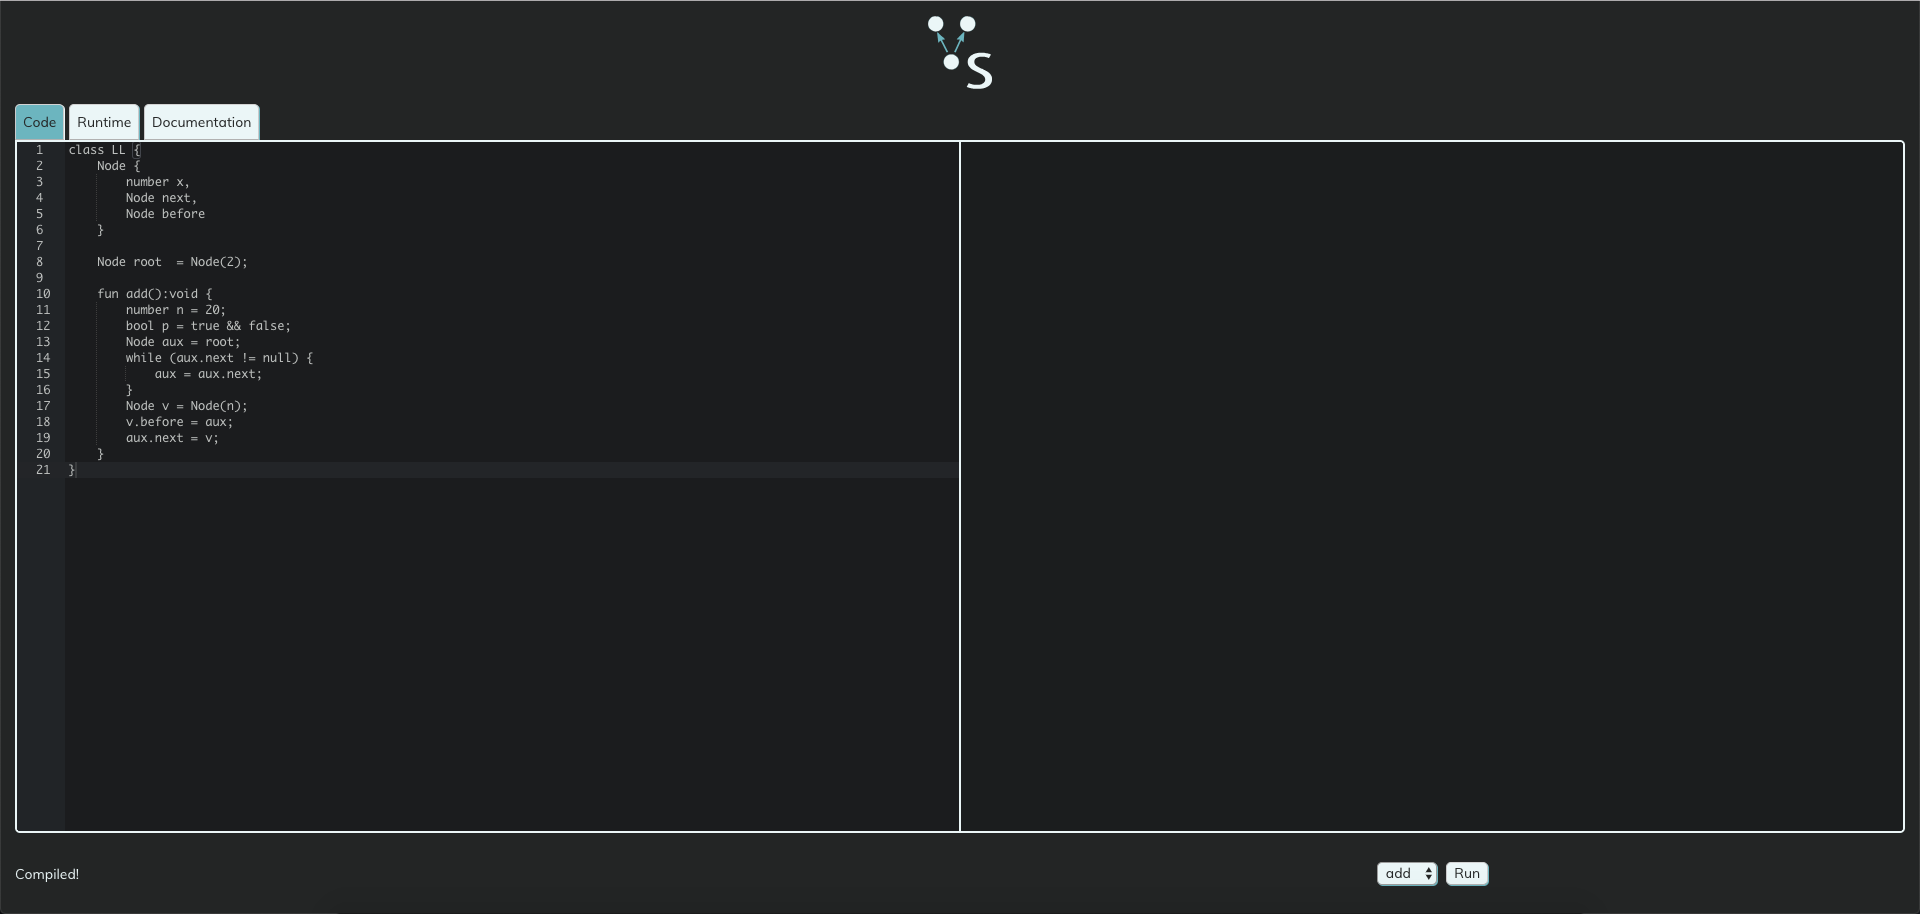 S
Code Runtime Documentation
1 class LL {
2     Node {
3         number x,
4         Node next,
5         Node before
6     }
7
8     Node root  = Node(2);
9
10     fun add():void {
11         number n = 20;
12         bool p = true && false;
13         Node aux = root;
14         while (aux.next != null) {
15             aux = aux.next;
16         }
17         Node v = Node(n);
18         v.before = aux;
19         aux.next = v;
20     }
21 }
Compiled! add Run